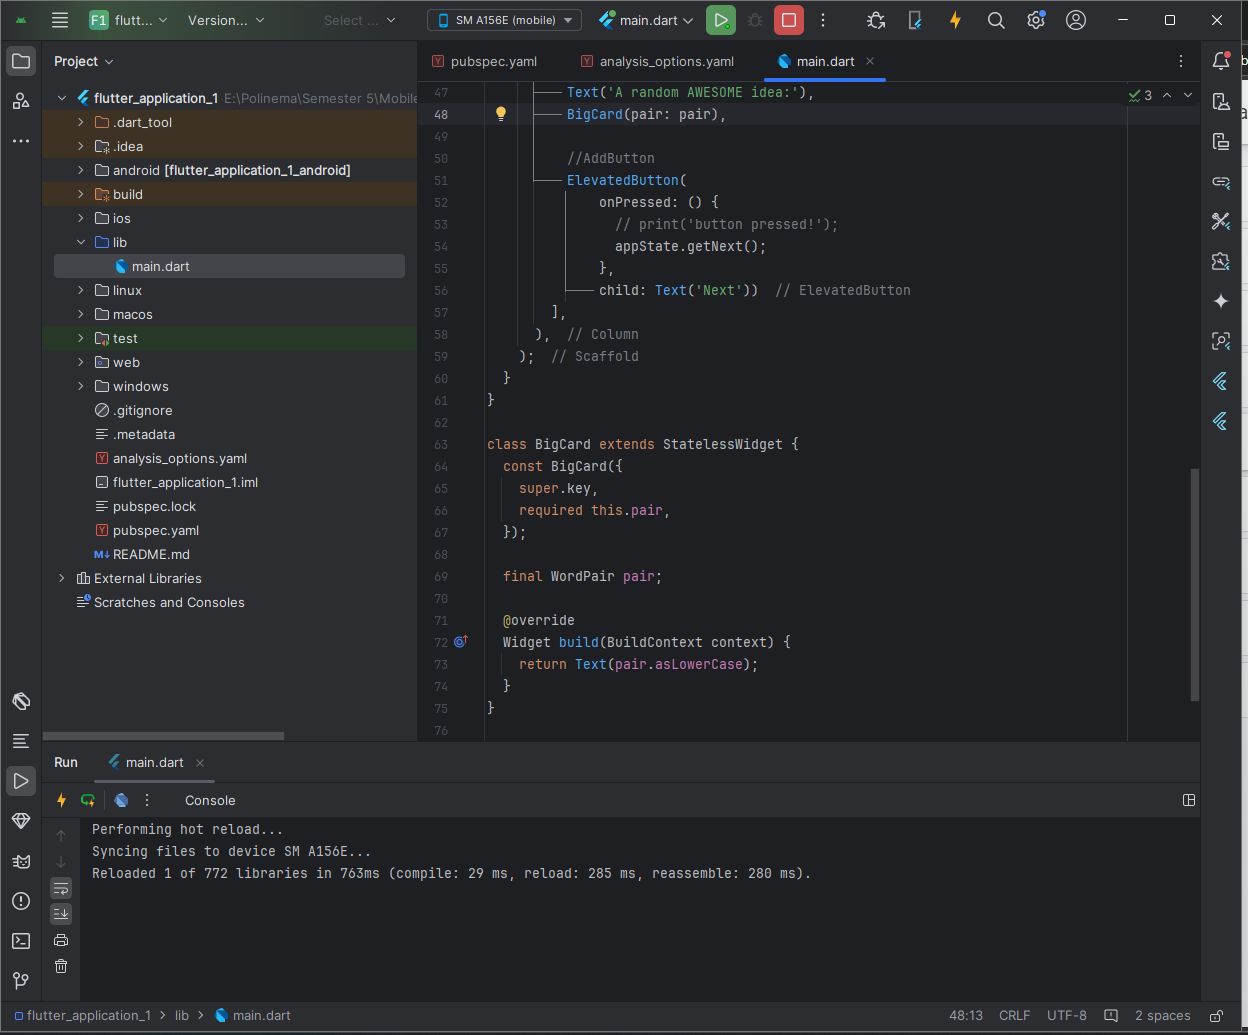 F1 flutt... Version... Select ... SM A156E (mobile) main.dart
Project
pubspec.yaml analysis_options.yaml main.dart
flutter_application_1 E:\Polinema\Semester 5\Mobile
.dart_tool
.idea
android [flutter_application_1_android]
build
ios
lib
main.dart
linux
macos
test
web
windows
.gitignore
.metadata
analysis_options.yaml
flutter_application_1.iml
pubspec.lock
pubspec.yaml
M↓ README.md
External Libraries
Scratches and Consoles
3
47 Text('A random AWESOME idea:'),
48 BigCard(pair: pair),
49
50 //AddButton
51 ElevatedButton(
52 onPressed: () {
53 // print('button pressed!');
54 appState.getNext();
55 },
56 child: Text('Next')) // ElevatedButton
57 ],
58 ), // Column
59 ); // Scaffold
60 }
61 }
62
63 class BigCard extends StatelessWidget {
64 const BigCard({
65 super.key,
66 required this.pair,
67 });
68
69 final WordPair pair;
70
71 @override
72 Widget build(BuildContext context) {
73 return Text(pair.asLowerCase);
74 }
75 }
76
Run main.dart
Console
Performing hot reload...
Syncing files to device SM A156E...
Reloaded 1 of 772 libraries in 763ms (compile: 29 ms, reload: 285 ms, reassemble: 280 ms).
flutter_application_1 > lib > main.dart 48:13 CRLF UTF-8 2 spaces